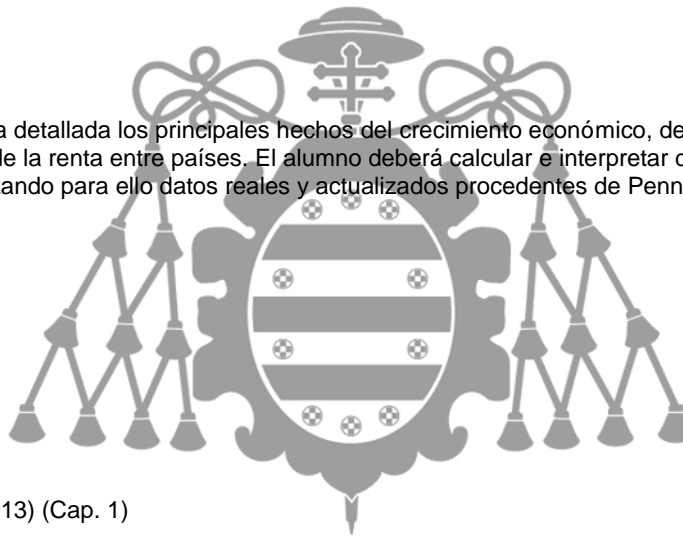 a detallada los principales hechos del crecimiento económico, de
de la renta entre países. El alumno deberá calcular e interpretar
zando para ello datos reales y actualizados procedentes de Penn
13) (Cap. 1)